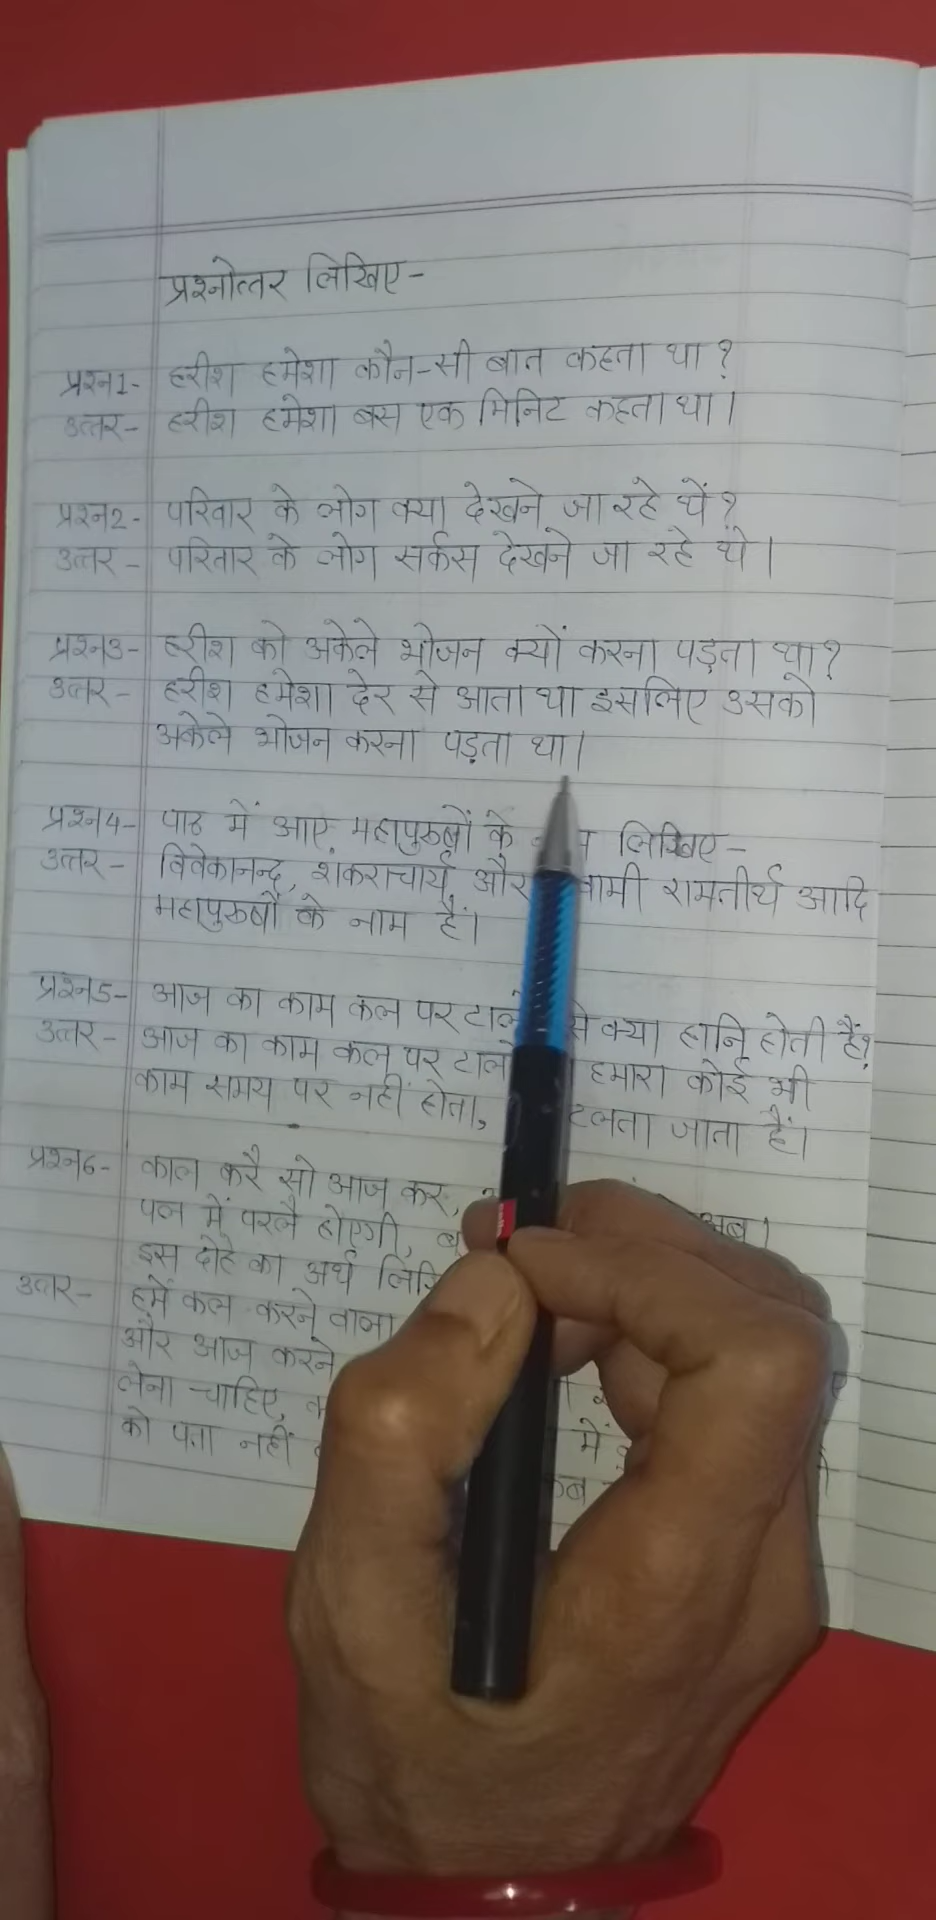 प्रश्नोत्तर लिखिए-
प्रश्न1- हरीश हमेशा कौन-सी बात कहता था?
उत्तर- हरीश हमेशा बस एक मिनिट कहता था।
प्रश्न2- परिवार के लोग क्या देखने जा रहे थें?
उत्तर- परिवार के लोग सर्कस देखने जा रहे थे।
प्रश्न3- हरीश को अकेले भोजन क्यों करना पड़ता था?
उत्तर- हरीश हमेशा देर से आता था इसलिए उसको
अकेले भोजन करना पड़ता था।
प्रश्न4- पाठ में आए महापुरुषों के लिखिए-
उत्तर- विवेकानन्द, शंकराचार्य और रामतीर्थ आदि
महापुरुषों के नाम हैं।
प्रश्न5- आज का काम कल पर से क्या हानि होती हैं?
उत्तर- आज का काम कल पर हमारा कोई भी
काम समय पर नहीं होता, टलता जाता हैं।
प्रश्न6- काल करै सो आज कर, अब।
पल में परलै होएगी,
इस दोहे का अर्थ
उत्तर- हमें कल करने वाला
और आज करने
लेना चाहिए,
को पता नहीं में
कब